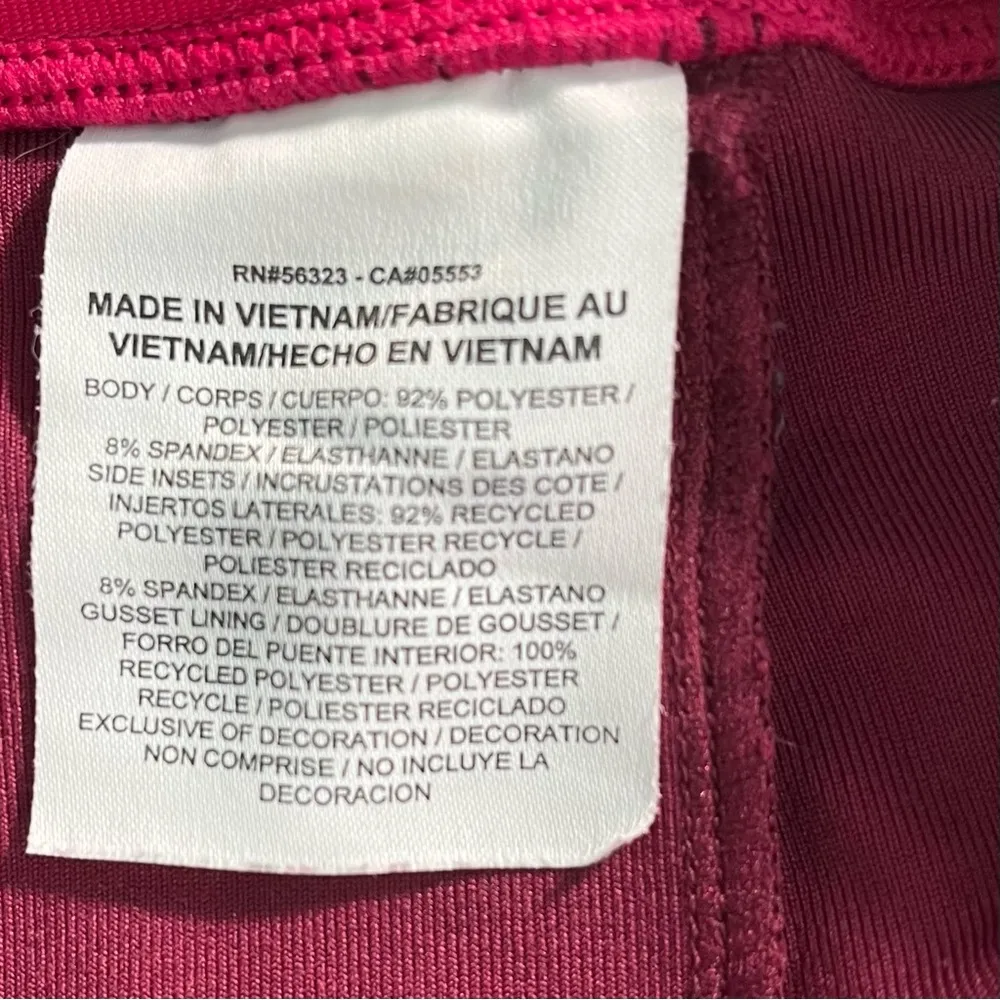 RN#56323 - CA#05553
MADE IN VIETNAM/FABRIQUE AU
VIETNAM/HECHO EN VIETNAM
BODY / CORPS / CUERPO: 92% POLYESTER /
POLYESTER / POLIESTER
8% SPANDEX / ELASTHANNE / ELASTANO
SIDE INSETS / INCRUSTATIONS DES COTE /
INJERTOS LATERALES: 92% RECYCLED
POLYESTER / POLYESTER RECYCLE /
POLIESTER RECICLADO
8% SPANDEX / ELASTHANNE / ELASTANO
GUSSET LINING / DOUBLURE DE GOUSSET /
FORRO DEL PUENTE INTERIOR: 100%
RECYCLED POLYESTER / POLYESTER
RECYCLE / POLIESTER RECICLADO
EXCLUSIVE OF DECORATION / DECORATION
NON COMPRISE / NO INCLUYE LA
DECORACION